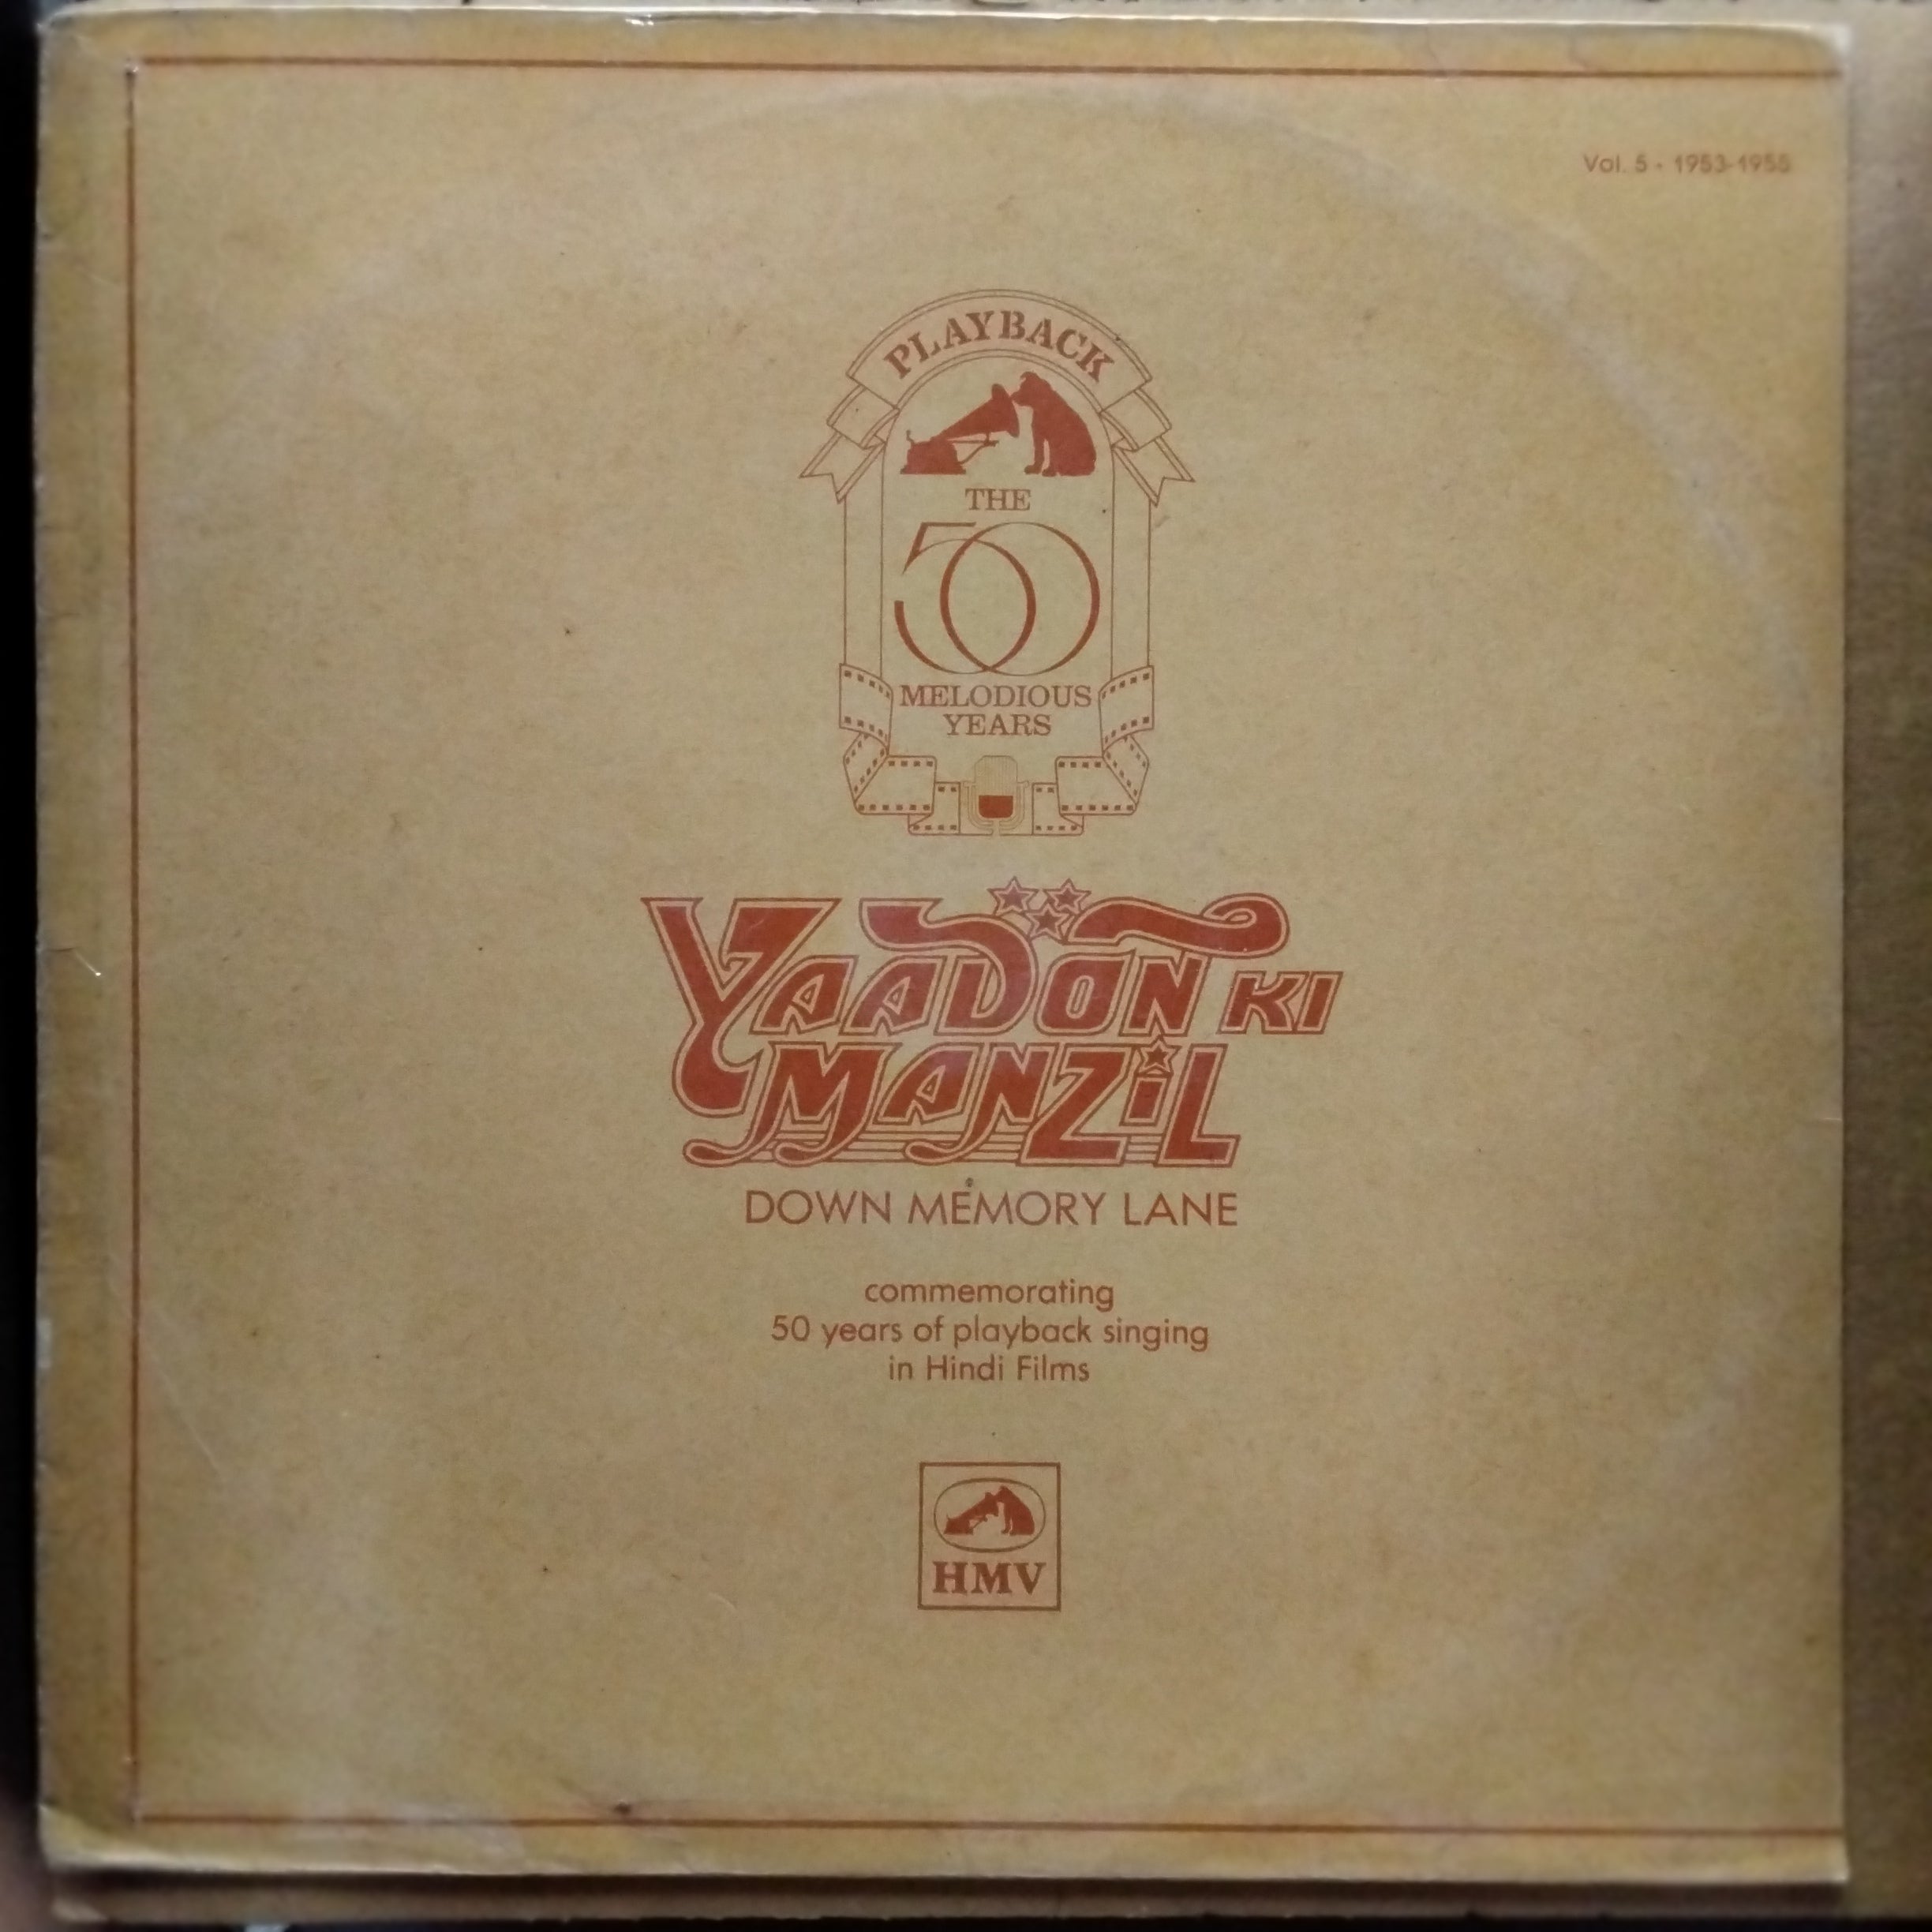 Vol. 5 - 1953-1955
PLAYBACK
THE
50
MELODIOUS
YEARS
YAADON KI
MANZiL
DOWN MEMORY LANE
commemorating
50 years of playback singing
in Hindi Films
HMV